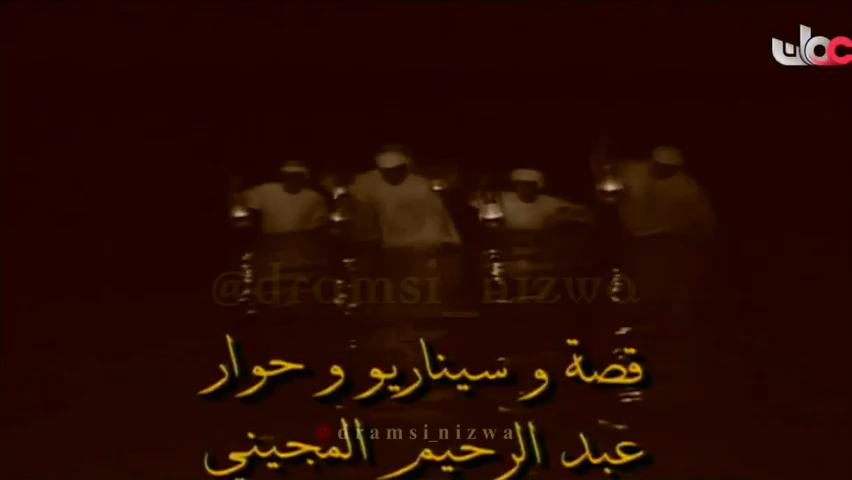 @dramsi_nizwa
قصة و سيناريو و حوار
@dramsi_nizwa
عبد الرحيم المجيني